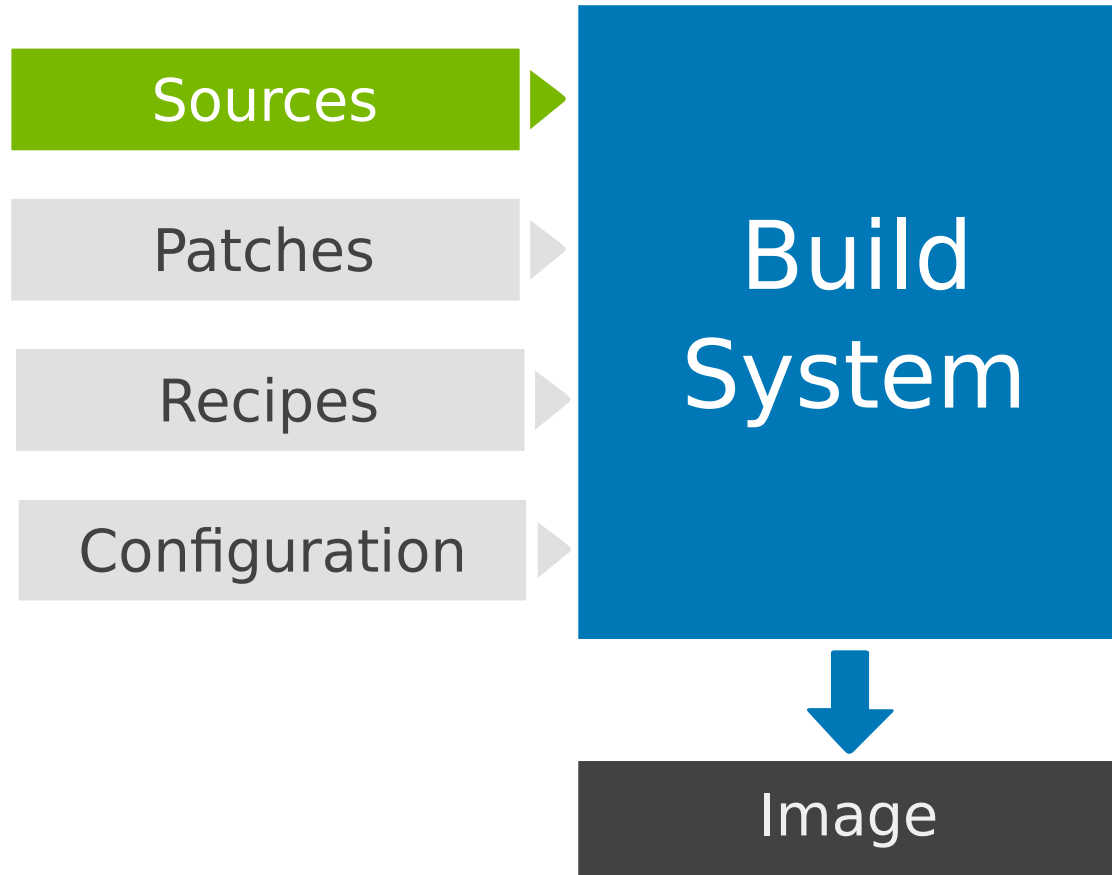 Sources
Patches
Recipes
Configuration
Build
System
Image